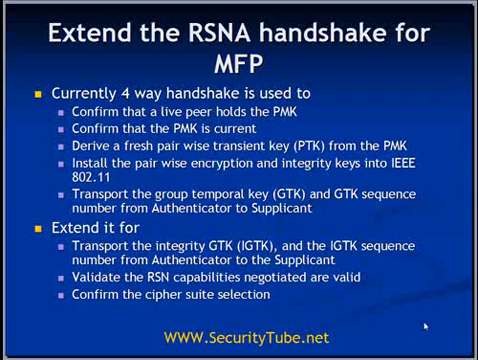 Extend the RSNA handshake for
MFP
Currently 4 way handshake is used to
Confirm that a live peer holds the PMK
Confirm that the PMK is current
Derive a fresh pair wise transient key (PTK) from the PMK
Install the pair wise encryption and integrity keys into IEEE
802.11
Transport the group temporal key (GTK) and GTK sequence
number from Authenticator to Supplicant
Extend it for
Transport the integrity GTK (IGTK), and the IGTK sequence
number from Authenticator to the Supplicant
Validate the RSN capabilities negotiated are valid
Confirm the cipher suite selection
WWW.SecurityTube.net